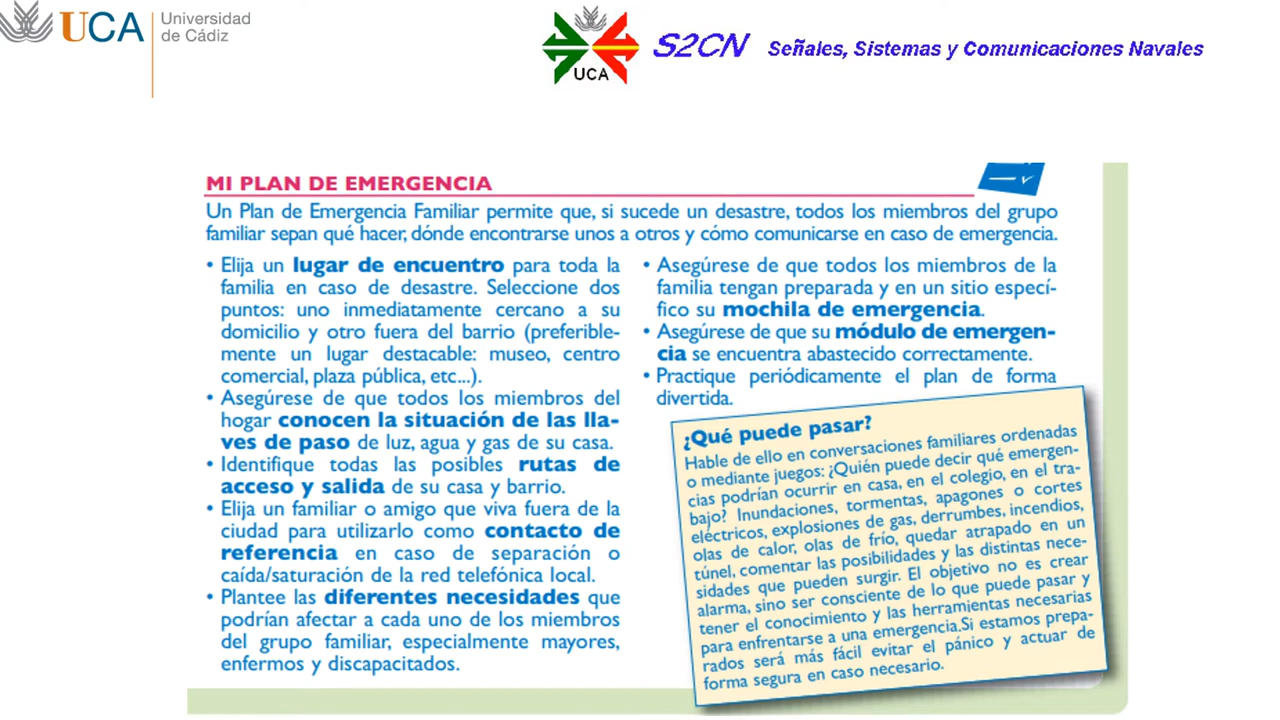 UCA
Universidad
de Cádiz
UCA
S2CN
Señales, Sistemas y Comunicaciones Navales
MI PLAN DE EMERGENCIA
Un Plan de Emergencia Familiar permite que, si sucede un desastre, todos los miembros del grupo
familiar sepan qué hacer, dónde encontrarse unos a otros y cómo comunicarse en caso de emergencia.
• Elija un lugar de encuentro para toda la
familia en caso de desastre. Seleccione dos
puntos: uno inmediatamente cercano a su
domicilio y otro fuera del barrio (preferible-
mente un lugar destacable: museo, centro
comercial, plaza pública, etc...).
• Asegúrese de que todos los miembros del
hogar conocen la situación de las lla-
ves de paso de luz, agua y gas de su casa.
• Identifique todas las posibles rutas de
acceso y salida de su casa y barrio.
• Elija un familiar o amigo que viva fuera de la
ciudad para utilizarlo como contacto de
referencia en caso de separación o
caída/saturación de la red telefónica local.
• Plantee las diferentes necesidades que
podrían afectar a cada uno de los miembros
del grupo familiar, especialmente mayores,
enfermos y discapacitados.
• Asegúrese de que todos los miembros de la
familia tengan preparada y en un sitio especí-
fico su mochila de emergencia.
• Asegúrese de que su módulo de emergen-
cia se encuentra abastecido correctamente.
• Practique periódicamente el plan de forma
divertida.
¿Qué puede pasar?
Hable de ello en conversaciones familiares ordenadas
o mediante juegos: ¿Quién puede decir qué emergen-
cias podrían ocurrir en casa, en el colegio, en el tra-
bajo? Inundaciones, tormentas, apagones o cortes
eléctricos, explosiones de gas, derrumbes, incendios,
olas de calor, olas de frío, quedar atrapado en un
túnel, comentar las posibilidades y las distintas nece-
sidades que pueden surgir. El objetivo no es crear
alarma, sino ser consciente de lo que puede pasar y
tener el conocimiento y las herramientas necesarias
para enfrentarse a una emergencia.Si estamos prepa-
rados será más fácil evitar el pánico y actuar de
forma segura en caso necesario.